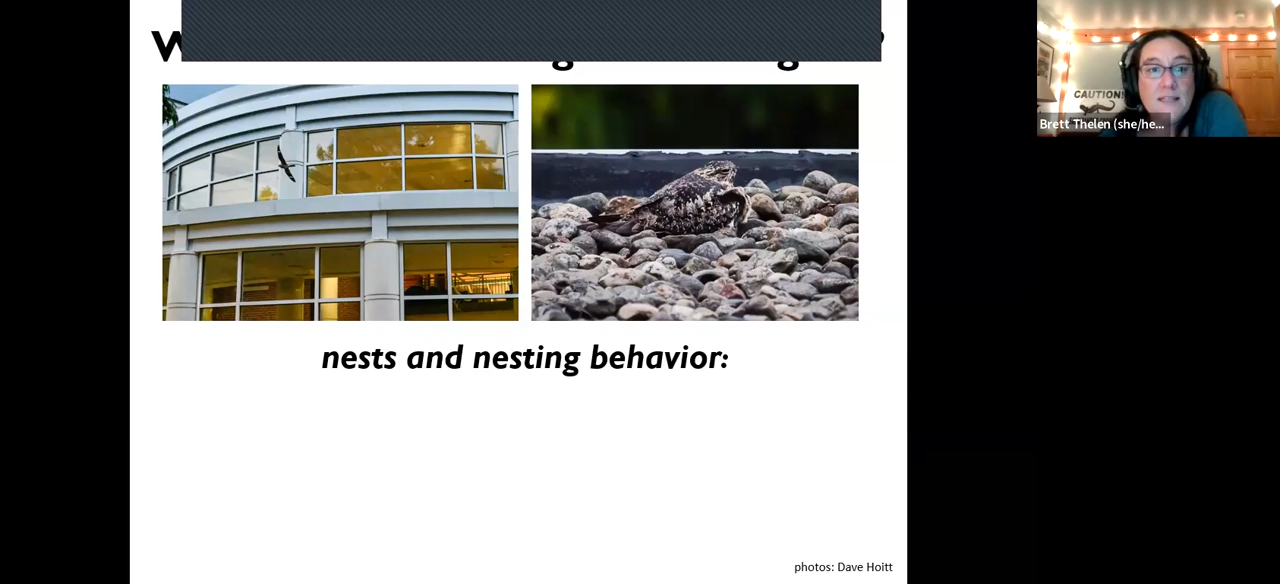 nests and nesting behavior:
photos: Dave Hoitt
Brett Thelen (she/he...
CAUTION!